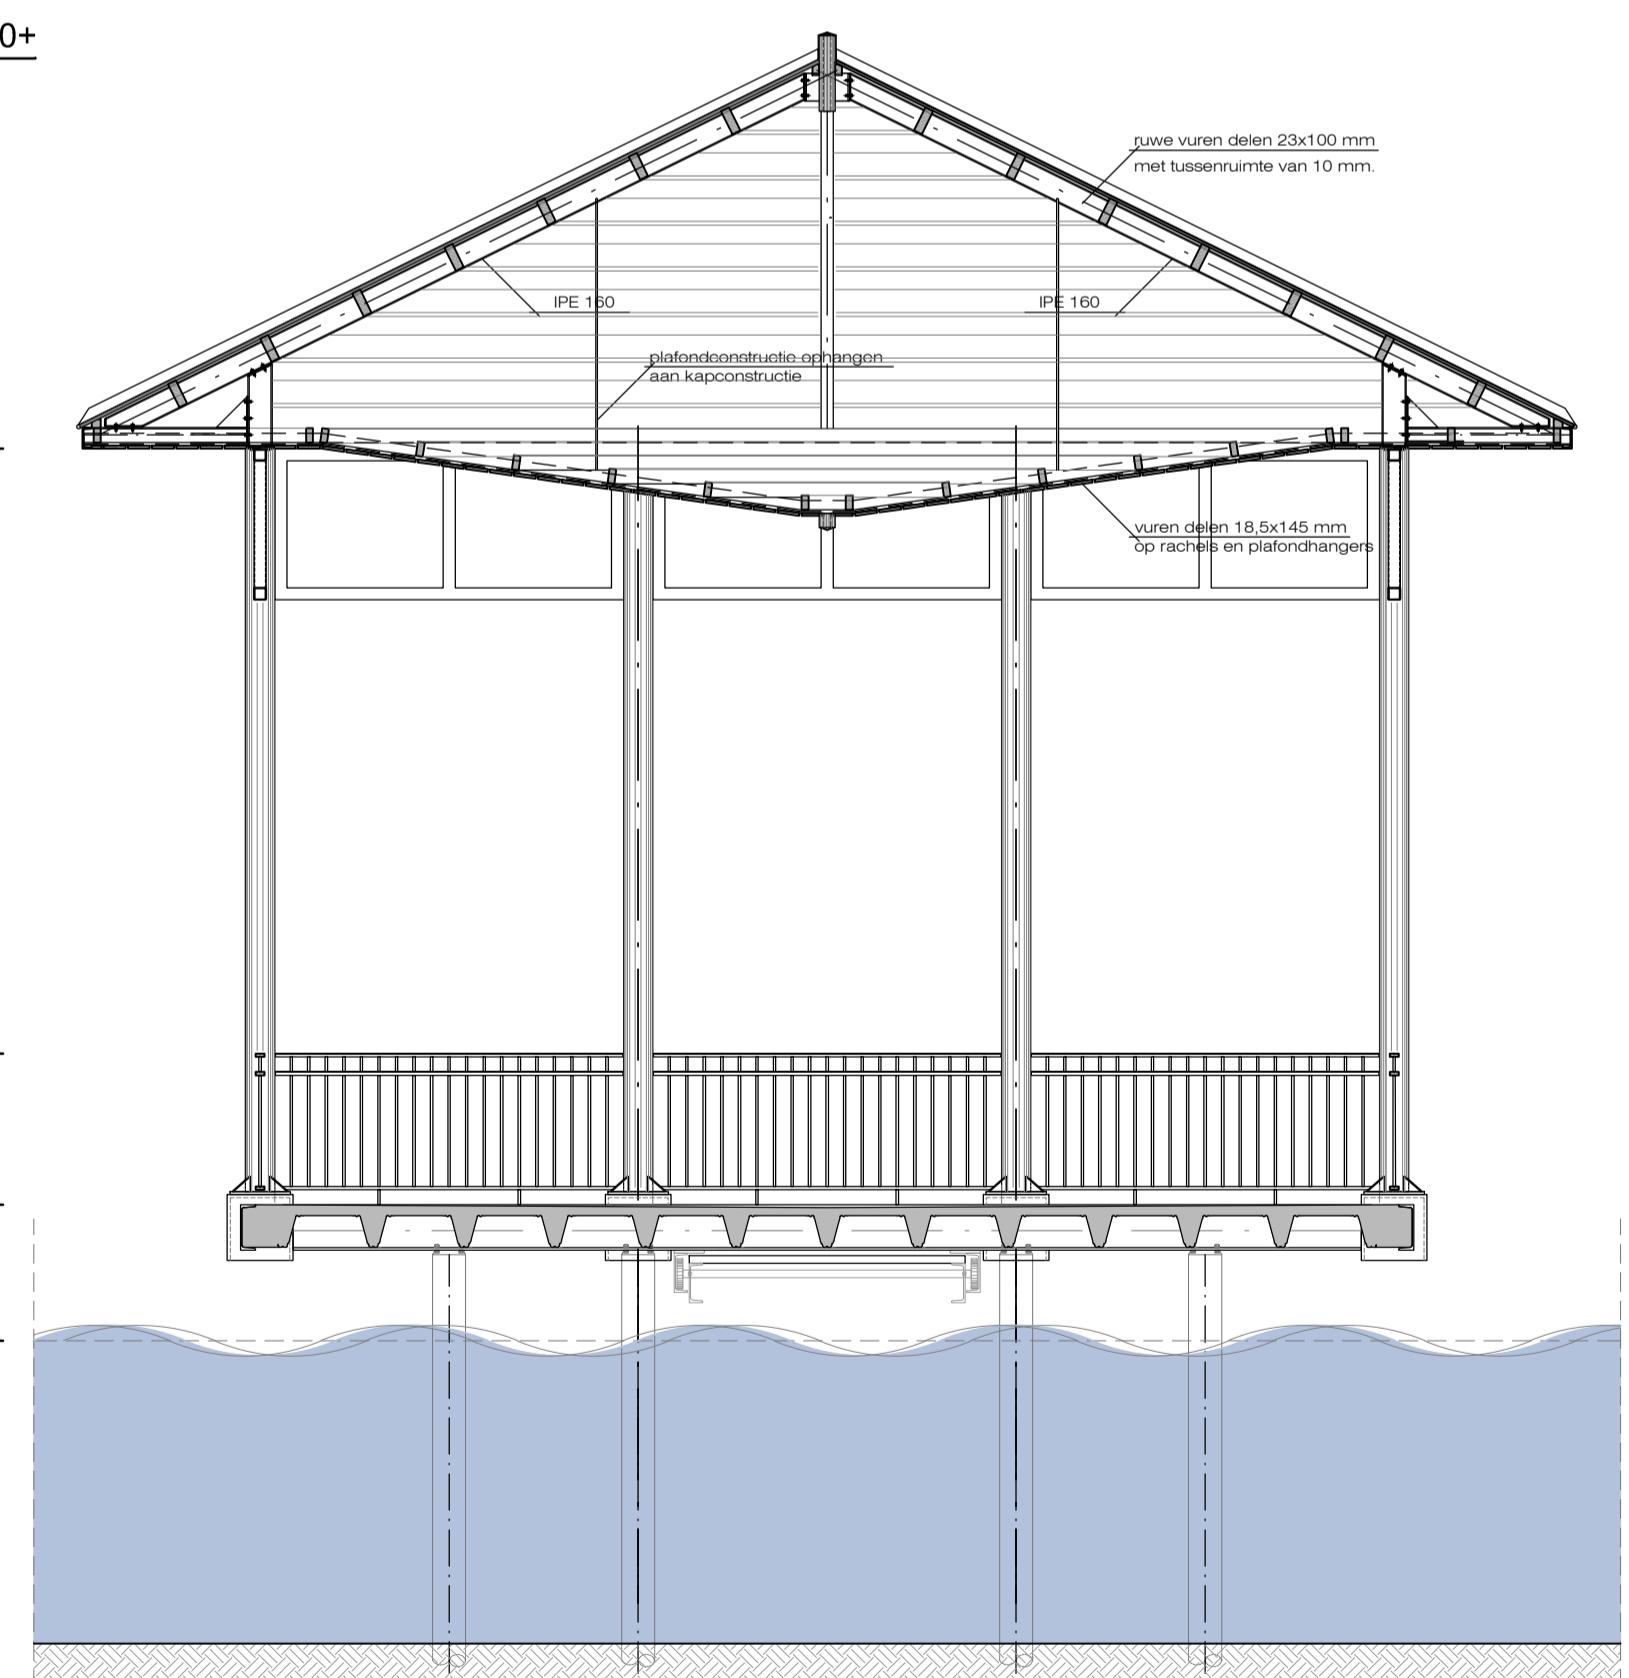 0+
ruwe vuren delen 23x100 mm
met tussenruimte van 10 mm.
IPE 160
IPE 160
plafondconstructie ophangen
aan kapconstructie
vuren delen 18,5x145 mm
op rachels en plafondhangers